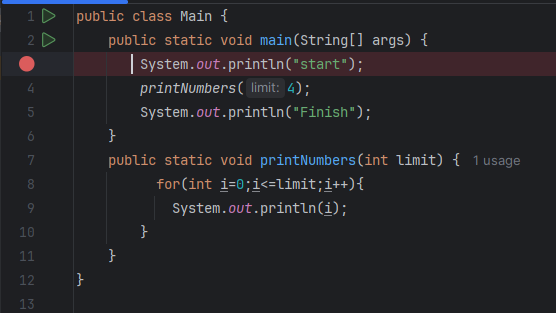 1 public class Main {
2 public static void main(String[] args) {
System.out.println("start");
4 printNumbers( limit: 4);
5 System.out.println("Finish");
6 }
7 public static void printNumbers(int limit) { 1 usage
8 for(int i=0;i<=limit;i++){
9 System.out.println(i);
10 }
11 }
12 }
13